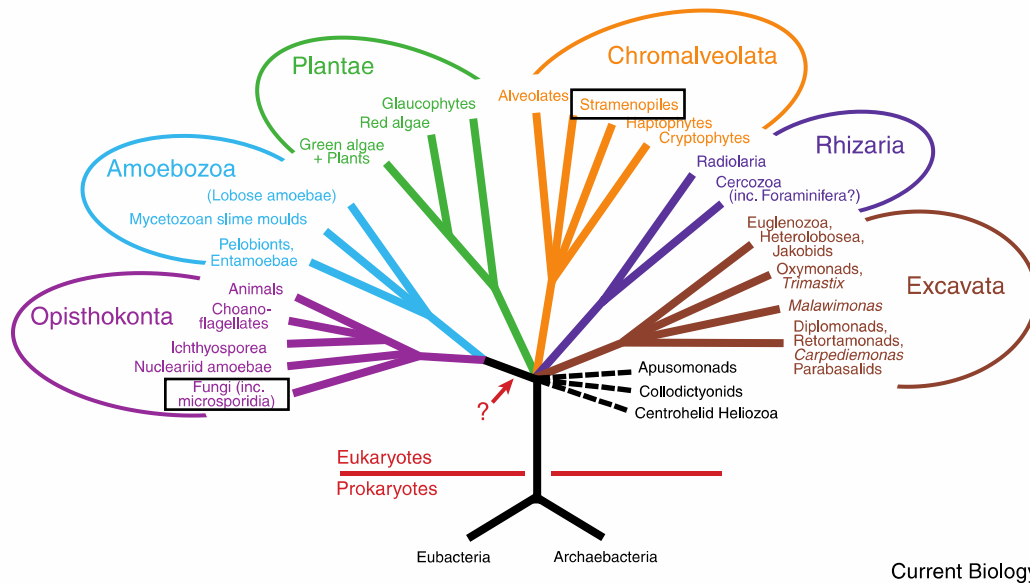 Plantae
Glaucophytes
Red algae
Green algae
+ Plants
Chromalveolata
Alveolates
Stramenopiles
Haptophytes
Cryptophytes
Amoebozoa
(Lobose amoebae)
Mycetozoan slime moulds
Pelobionts,
Entamoebae
Rhizaria
Radiolaria
Cercozoa
(inc. Foraminifera?)
Opisthokonta
Animals
Choano-
flagellates
Ichthyosporea
Nucleariid amoebae
Fungi (inc.
microsporidia)
Excavata
Euglenozoa,
Heterolobosea,
Jakobids
Oxymonads,
Trimastix
Malawimonas
Diplomonads,
Retortamonads,
Carpediemonas
Parabasalids
Apusomonads
Collodictyonids
Centrohelid Heliozoa
?
Eukaryotes
Prokaryotes
Eubacteria
Archaebacteria
Current Biology